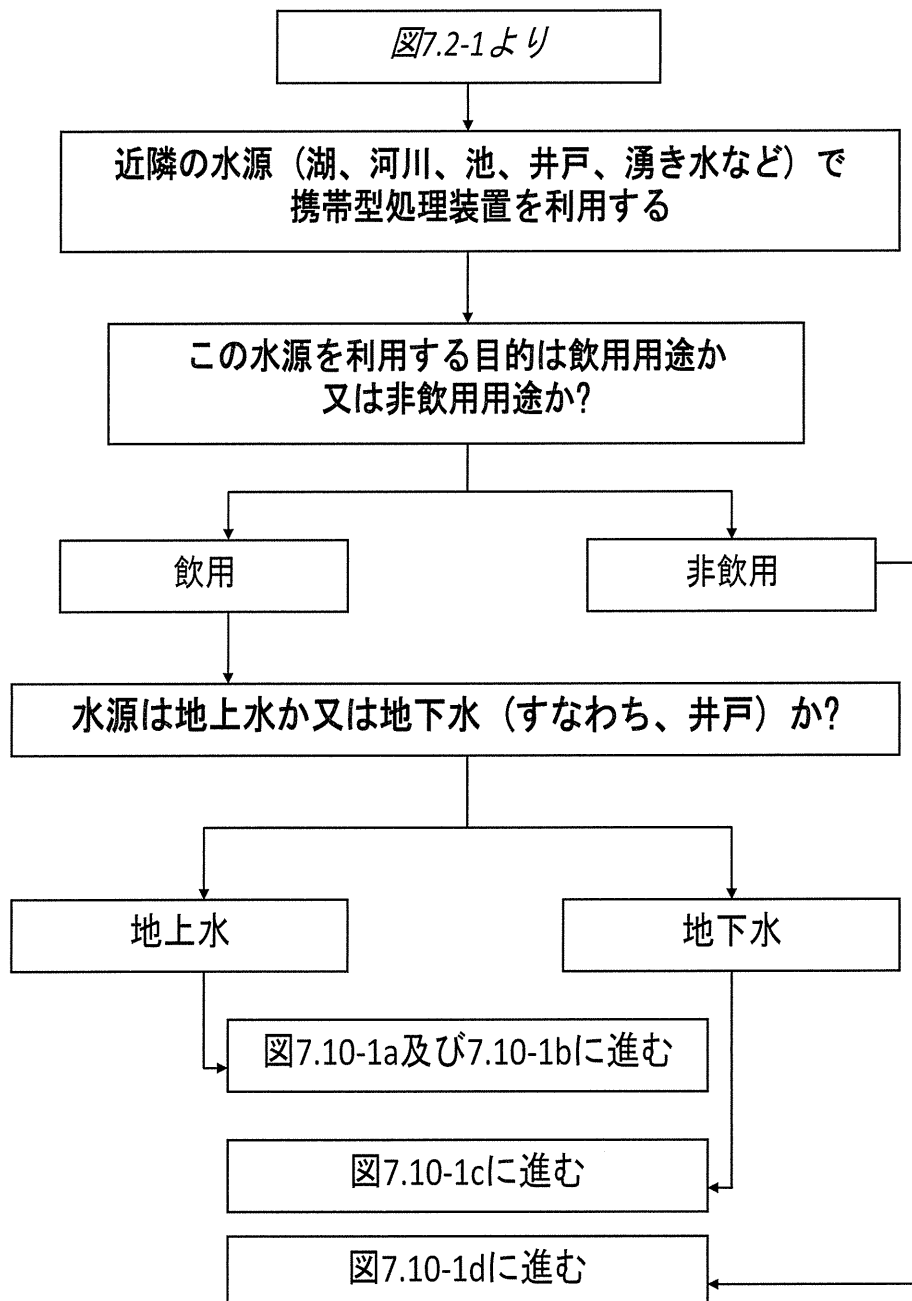 図7.2-1より
近隣の水源（湖、河川、池、井戸、湧き水など）で
携帯型処理装置を利用する
この水源を利用する目的は飲用用途か
又は非飲用用途か?
飲用
非飲用
水源は地上水か又は地下水（すなわち、井戸）か?
地上水
地下水
図7.10-1a及び7.10-1bに進む
図7.10-1cに進む
図7.10-1dに進む